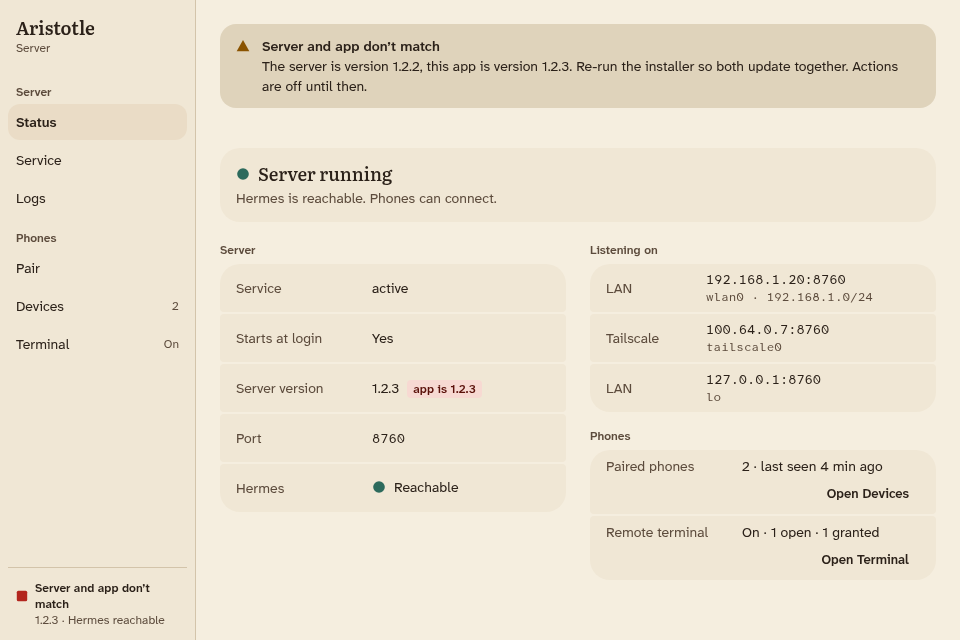 Aristotle
Server
Server
Status
Service
Logs
Phones
Pair
Devices 2
Terminal On
Server and app don't
match
1.2.3 · Hermes reachable
Server and app don't match
The server is version 1.2.2, this app is version 1.2.3. Re-run the installer so both update together. Actions
are off until then.
Server running
Hermes is reachable. Phones can connect.
Server
Service active
Starts at login Yes
Server version 1.2.3 app is 1.2.3
Port 8760
Hermes Reachable
Listening on
LAN 192.168.1.20:8760
wlan0 · 192.168.1.0/24
Tailscale 100.64.0.7:8760
tailscale0
LAN 127.0.0.1:8760
lo
Phones
Paired phones 2 · last seen 4 min ago
Open Devices
Remote terminal On · 1 open · 1 granted
Open Terminal